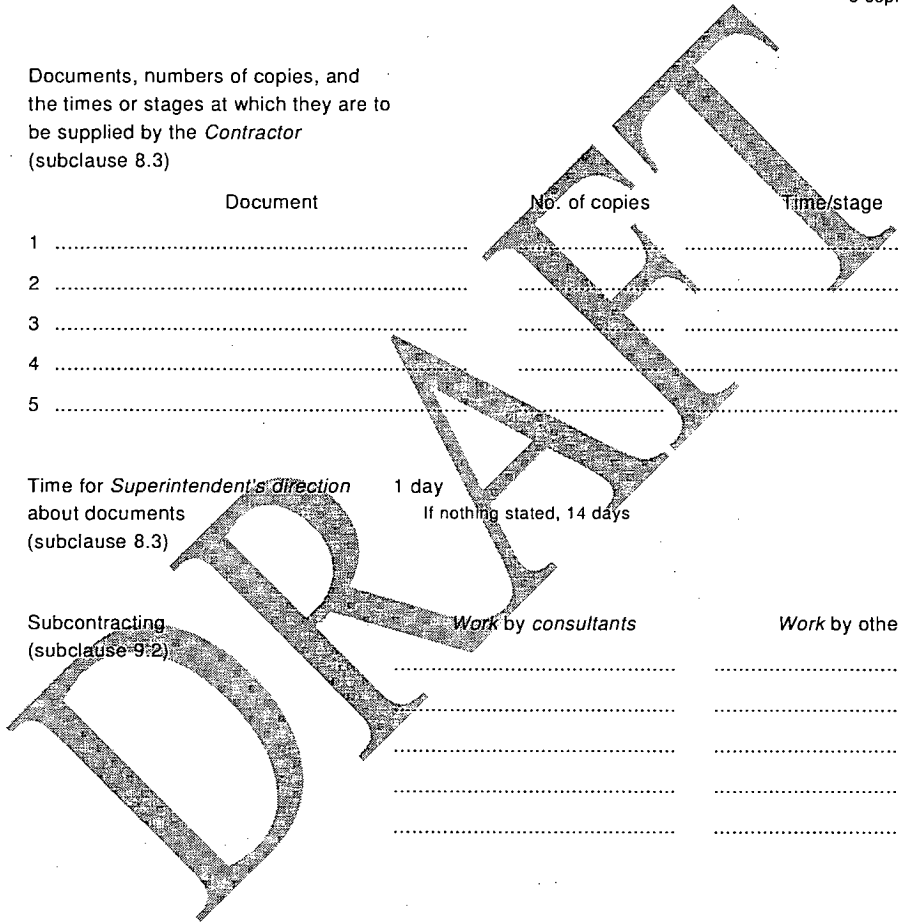 Documents, numbers of copies, and
the times or stages at which they are to
be supplied by the Contractor
(subclause 8.3)
Document No. of copies Time/stage
1 ........................................................
2 ........................................................
3 ........................................................
4 ........................................................
5 ........................................................
Time for Superintendent's direction 1 day
about documents If nothing stated, 14 days
(subclause 8.3)
Subcontracting Work by consultants Work by othe
(subclause 9.2)
DRAFT